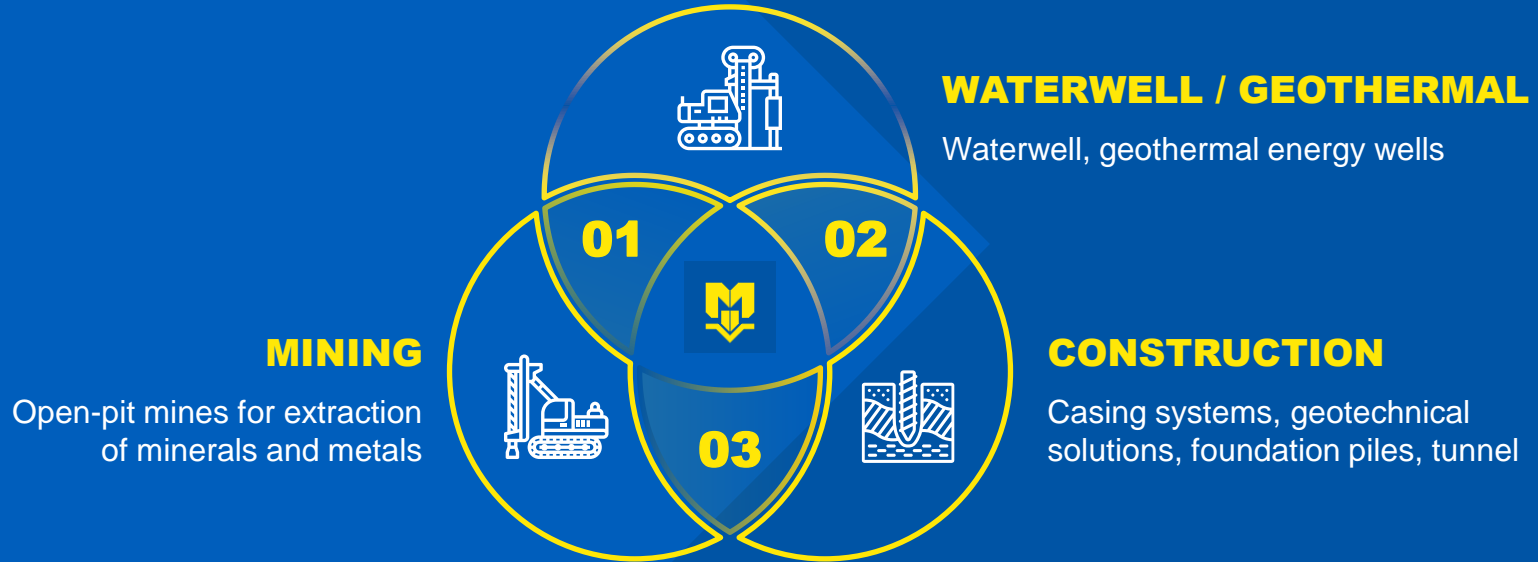 WATERWELL / GEOTHERMAL
Waterwell, geothermal energy wells
01
02
MINING
Open-pit mines for extraction
of minerals and metals
CONSTRUCTION
Casing systems, geotechnical
solutions, foundation piles, tunnel
03